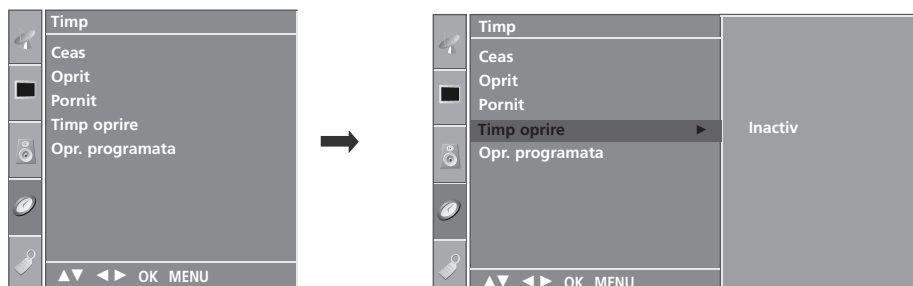 Timp
Ceas
Oprit
Pornit
Timp oprire
Opr. programata
▲▼ ◄► OK MENU
Timp
Ceas
Oprit
Pornit
Timp oprire ►
Inactiv
Opr. programata
▲▼ ◄► OK MENU